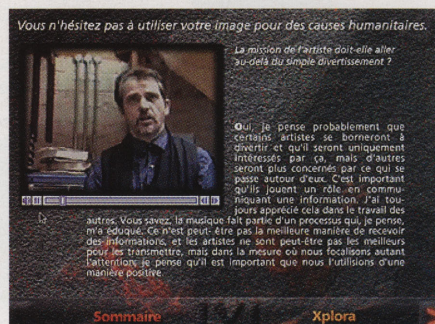 Vous n'hésitez pas à utiliser votre image pour des causes humanitaires.
La mission de l'artiste doit-elle aller
au-delà du simple divertissement ?
Oui, je pense probablement que
certains artistes se borneront à
divertir et qu'il seront uniquement
intéressés par ça, mais d'autres
seront plus concernés par ce qui se
passe autour d'eux. C'est important
qu'ils jouent un rôle en commu-
niquant une information. J'ai tou-
jours apprécié cela dans le travail des
autres. Vous savez, la musique fait partie d'un processus qui, je pense,
m'a éduqué. Ce n'est peut- être pas la meilleure manière de recevoir
des informations, et les artistes ne sont peut-être pas les meilleurs
pour les transmettre, mais dans la mesure où nous focalisons autant
l'attention, je pense qu'il est important que nous l'utilisions d'une
manière positive.
Sommaire
Xplora